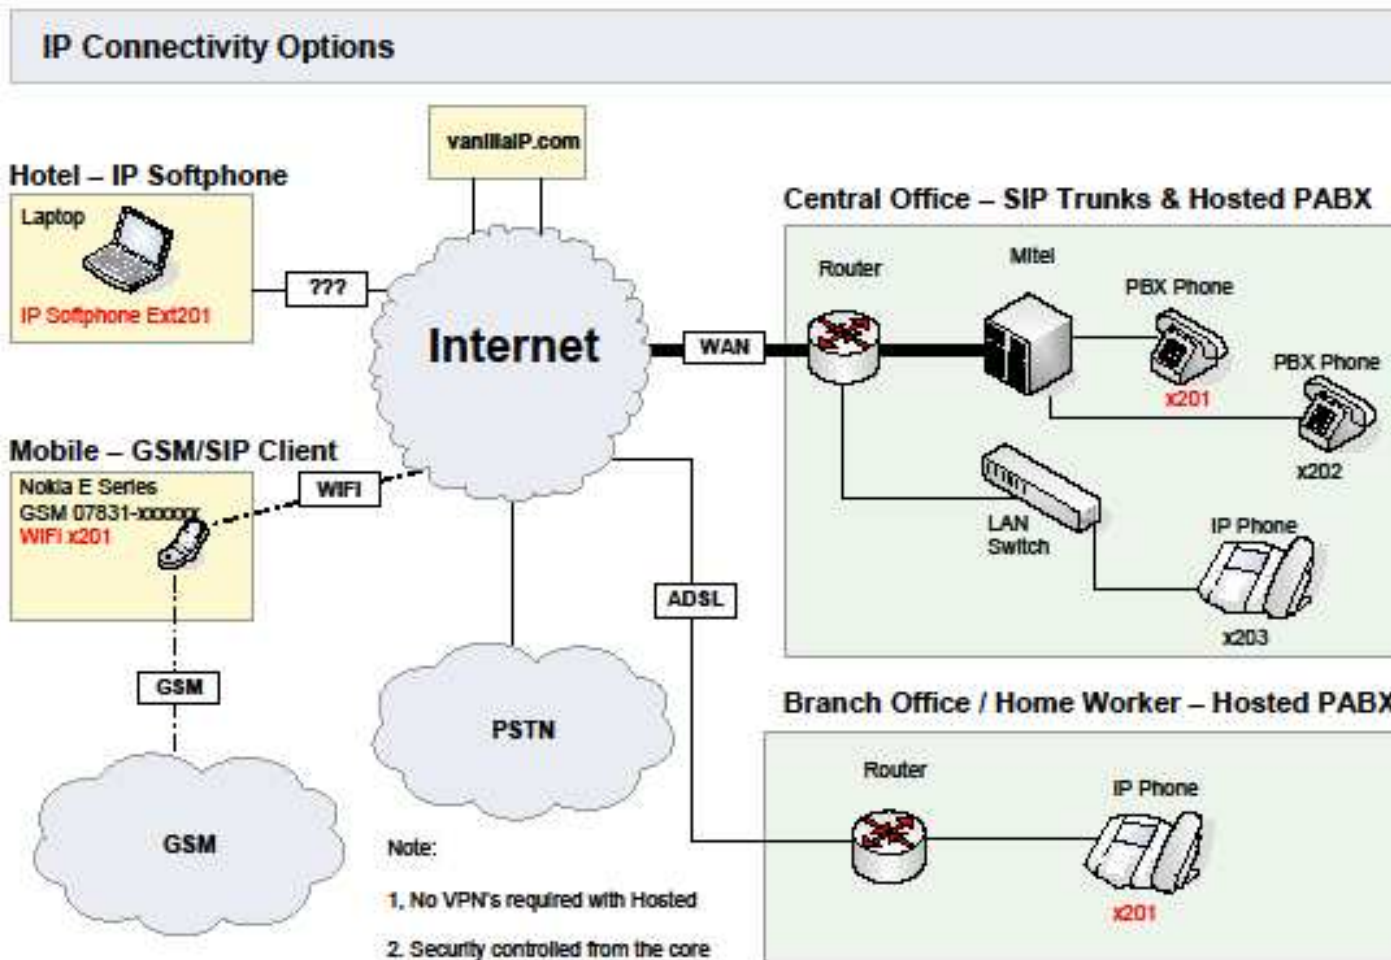 IP Connectivity Options
vanillaIP.com
Hotel – IP Softphone
Laptop
IP Softphone Ext201
???
Internet
WAN
Central Office – SIP Trunks & Hosted PABX
Router
Mitel
PBX Phone
x201
PBX Phone
x202
LAN
Switch
IP Phone
x203
Mobile – GSM/SIP Client
Nokia E Series
GSM 07831-xxxxxx
WIFI x201
WIFI
ADSL
GSM
PSTN
GSM
Branch Office / Home Worker – Hosted PABX
Router
IP Phone
x201
Note:
1, No VPN's required with Hosted
2. Security controlled from the core